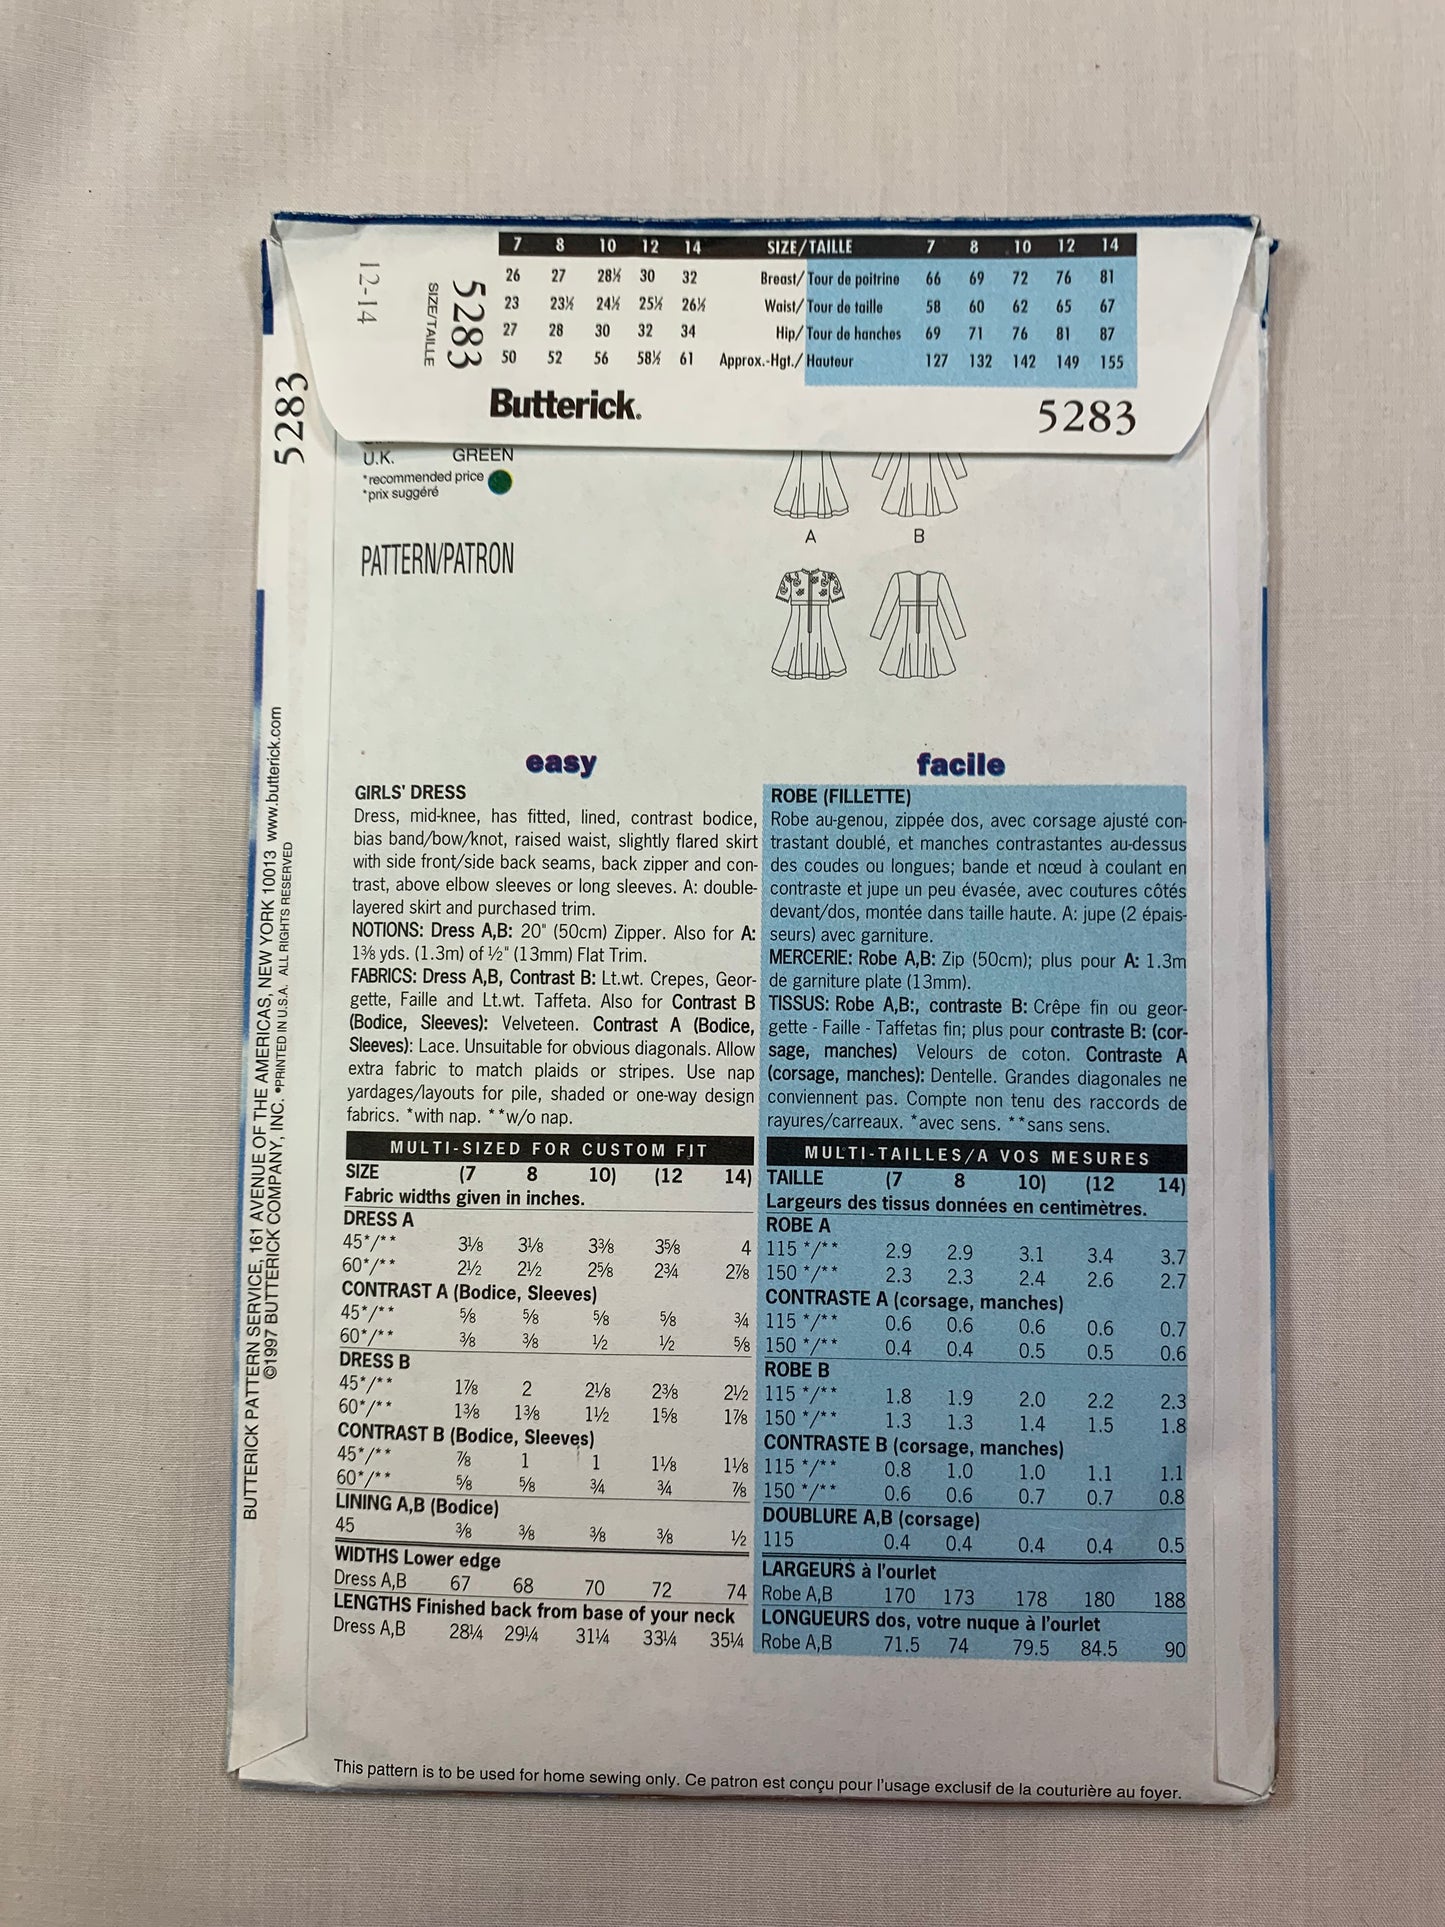 7 8 10 12 14 SIZE/TAILLE 7 8 10 12 14
26 27 28½ 30 32 Breast/Tour de poitrine 66 69 72 76 81
23 23½ 24½ 25½ 26½ Waist/Tour de taille 58 60 62 65 67
27 28 30 32 34 Hip/Tour de hanches 69 71 76 81 87
50 52 56 58½ 61 Approx.-Hgt./Hauteur 127 132 142 149 155
12-14
SIZE/TAILLE
5283
Butterick®
5283
5283
U.K. GREEN
*recommended price
*prix suggéré
PATTERN/PATRON
A B
easy
GIRLS' DRESS
Dress, mid-knee, has fitted, lined, contrast bodice,
bias band/bow/knot, raised waist, slightly flared skirt
with side front/side back seams, back zipper and con-
trast, above elbow sleeves or long sleeves. A: double-
layered skirt and purchased trim.
NOTIONS: Dress A,B: 20" (50cm) Zipper. Also for A:
1⅜ yds. (1.3m) of ½" (13mm) Flat Trim.
FABRICS: Dress A,B, Contrast B: Lt.wt. Crepes, Geor-
gette, Faille and Lt.wt. Taffeta. Also for Contrast B
(Bodice, Sleeves): Velveteen. Contrast A (Bodice,
Sleeves): Lace. Unsuitable for obvious diagonals. Allow
extra fabric to match plaids or stripes. Use nap
yardages/layouts for pile, shaded or one-way design
fabrics. *with nap. **w/o nap.
MULTI-SIZED FOR CUSTOM FIT
SIZE (7 8 10) (12 14)
Fabric widths given in inches.
DRESS A
45*/** 3⅛ 3⅛ 3⅜ 3⅝ 4
60*/** 2½ 2½ 2⅝ 2¾ 2⅞
CONTRAST A (Bodice, Sleeves)
45*/** ⅝ ⅝ ⅝ ⅝ ¾
60*/** ⅜ ⅜ ½ ½ ⅝
DRESS B
45*/** 1⅞ 2 2⅛ 2⅜ 2½
60*/** 1⅜ 1⅜ 1½ 1⅝ 1⅞
CONTRAST B (Bodice, Sleeves)
45*/** ⅞ 1 1 1⅛ 1⅛
60*/** ⅝ ⅝ ¾ ¾ ⅞
LINING A,B (Bodice)
45 ⅜ ⅜ ⅜ ⅜ ½
WIDTHS Lower edge
Dress A,B 67 68 70 72 74
LENGTHS Finished back from base of your neck
Dress A,B 28¼ 29¼ 31¼ 33¼ 35¼
facile
ROBE (FILLETTE)
Robe au-genou, zippée dos, avec corsage ajusté con-
trastant doublé, et manches contrastantes au-dessus
des coudes ou longues; bande et nœud à coulant en
contraste et jupe un peu évasée, avec coutures côtés
devant/dos, montée dans taille haute. A: jupe (2 épais-
seurs) avec garniture.
MERCERIE: Robe A,B: Zip (50cm); plus pour A: 1.3m
de garniture plate (13mm).
TISSUS: Robe A,B:, contraste B: Crêpe fin ou geor-
gette - Faille - Taffetas fin; plus pour contraste B: (cor-
sage, manches) Velours de coton. Contraste A
(corsage, manches): Dentelle. Grandes diagonales ne
conviennent pas. Compte non tenu des raccords de
rayures/carreaux. *avec sens. **sans sens.
MULTI-TAILLES/A VOS MESURES
TAILLE (7 8 10) (12 14)
Largeurs des tissus données en centimètres.
ROBE A
115 */** 2.9 2.9 3.1 3.4 3.7
150 */** 2.3 2.3 2.4 2.6 2.7
CONTRASTE A (corsage, manches)
115 */** 0.6 0.6 0.6 0.6 0.7
150 */** 0.4 0.4 0.5 0.5 0.6
ROBE B
115 */** 1.8 1.9 2.0 2.2 2.3
150 */** 1.3 1.3 1.4 1.5 1.8
CONTRASTE B (corsage, manches)
115 */** 0.8 1.0 1.0 1.1 1.1
150 */** 0.6 0.6 0.7 0.7 0.8
DOUBLURE A,B (corsage)
115 0.4 0.4 0.4 0.4 0.5
LARGEURS à l'ourlet
Robe A,B 170 173 178 180 188
LONGUEURS dos, votre nuque à l'ourlet
Robe A,B 71.5 74 79.5 84.5 90
BUTTERICK PATTERN SERVICE, 161 AVENUE OF THE AMERICAS, NEW YORK 10013 www.butterick.com
©1997 BUTTERICK COMPANY, INC. •PRINTED IN U.S.A. ALL RIGHTS RESERVED
This pattern is to be used for home sewing only. Ce patron est conçu pour l'usage exclusif de la couturière au foyer.